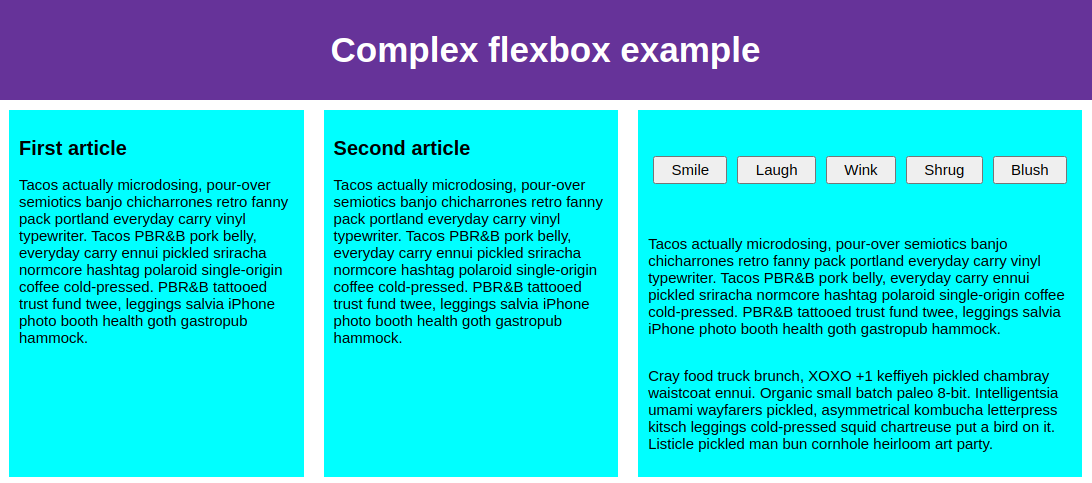 Complex flexbox example
First article
Tacos actually microdosing, pour-over
semiotics banjo chicharrones retro fanny
pack portland everyday carry vinyl
typewriter. Tacos PBR&B pork belly,
everyday carry ennui pickled sriracha
normcore hashtag polaroid single-origin
coffee cold-pressed. PBR&B tattooed
trust fund twee, leggings salvia iPhone
photo booth health goth gastropub
hammock.
Second article
Tacos actually microdosing, pour-over
semiotics banjo chicharrones retro fanny
pack portland everyday carry vinyl
typewriter. Tacos PBR&B pork belly,
everyday carry ennui pickled sriracha
normcore hashtag polaroid single-origin
coffee cold-pressed. PBR&B tattooed
trust fund twee, leggings salvia iPhone
photo booth health goth gastropub
hammock.
Smile Laugh Wink Shrug Blush
Tacos actually microdosing, pour-over semiotics banjo
chicharrones retro fanny pack portland everyday carry vinyl
typewriter. Tacos PBR&B pork belly, everyday carry ennui
pickled sriracha normcore hashtag polaroid single-origin coffee
cold-pressed. PBR&B tattooed trust fund twee, leggings salvia
iPhone photo booth health goth gastropub hammock.
Cray food truck brunch, XOXO +1 keffiyeh pickled chambray
waistcoat ennui. Organic small batch paleo 8-bit. Intelligentsia
umami wayfarers pickled, asymmetrical kombucha letterpress
kitsch leggings cold-pressed squid chartreuse put a bird on it.
Listicle pickled man bun cornhole heirloom art party.